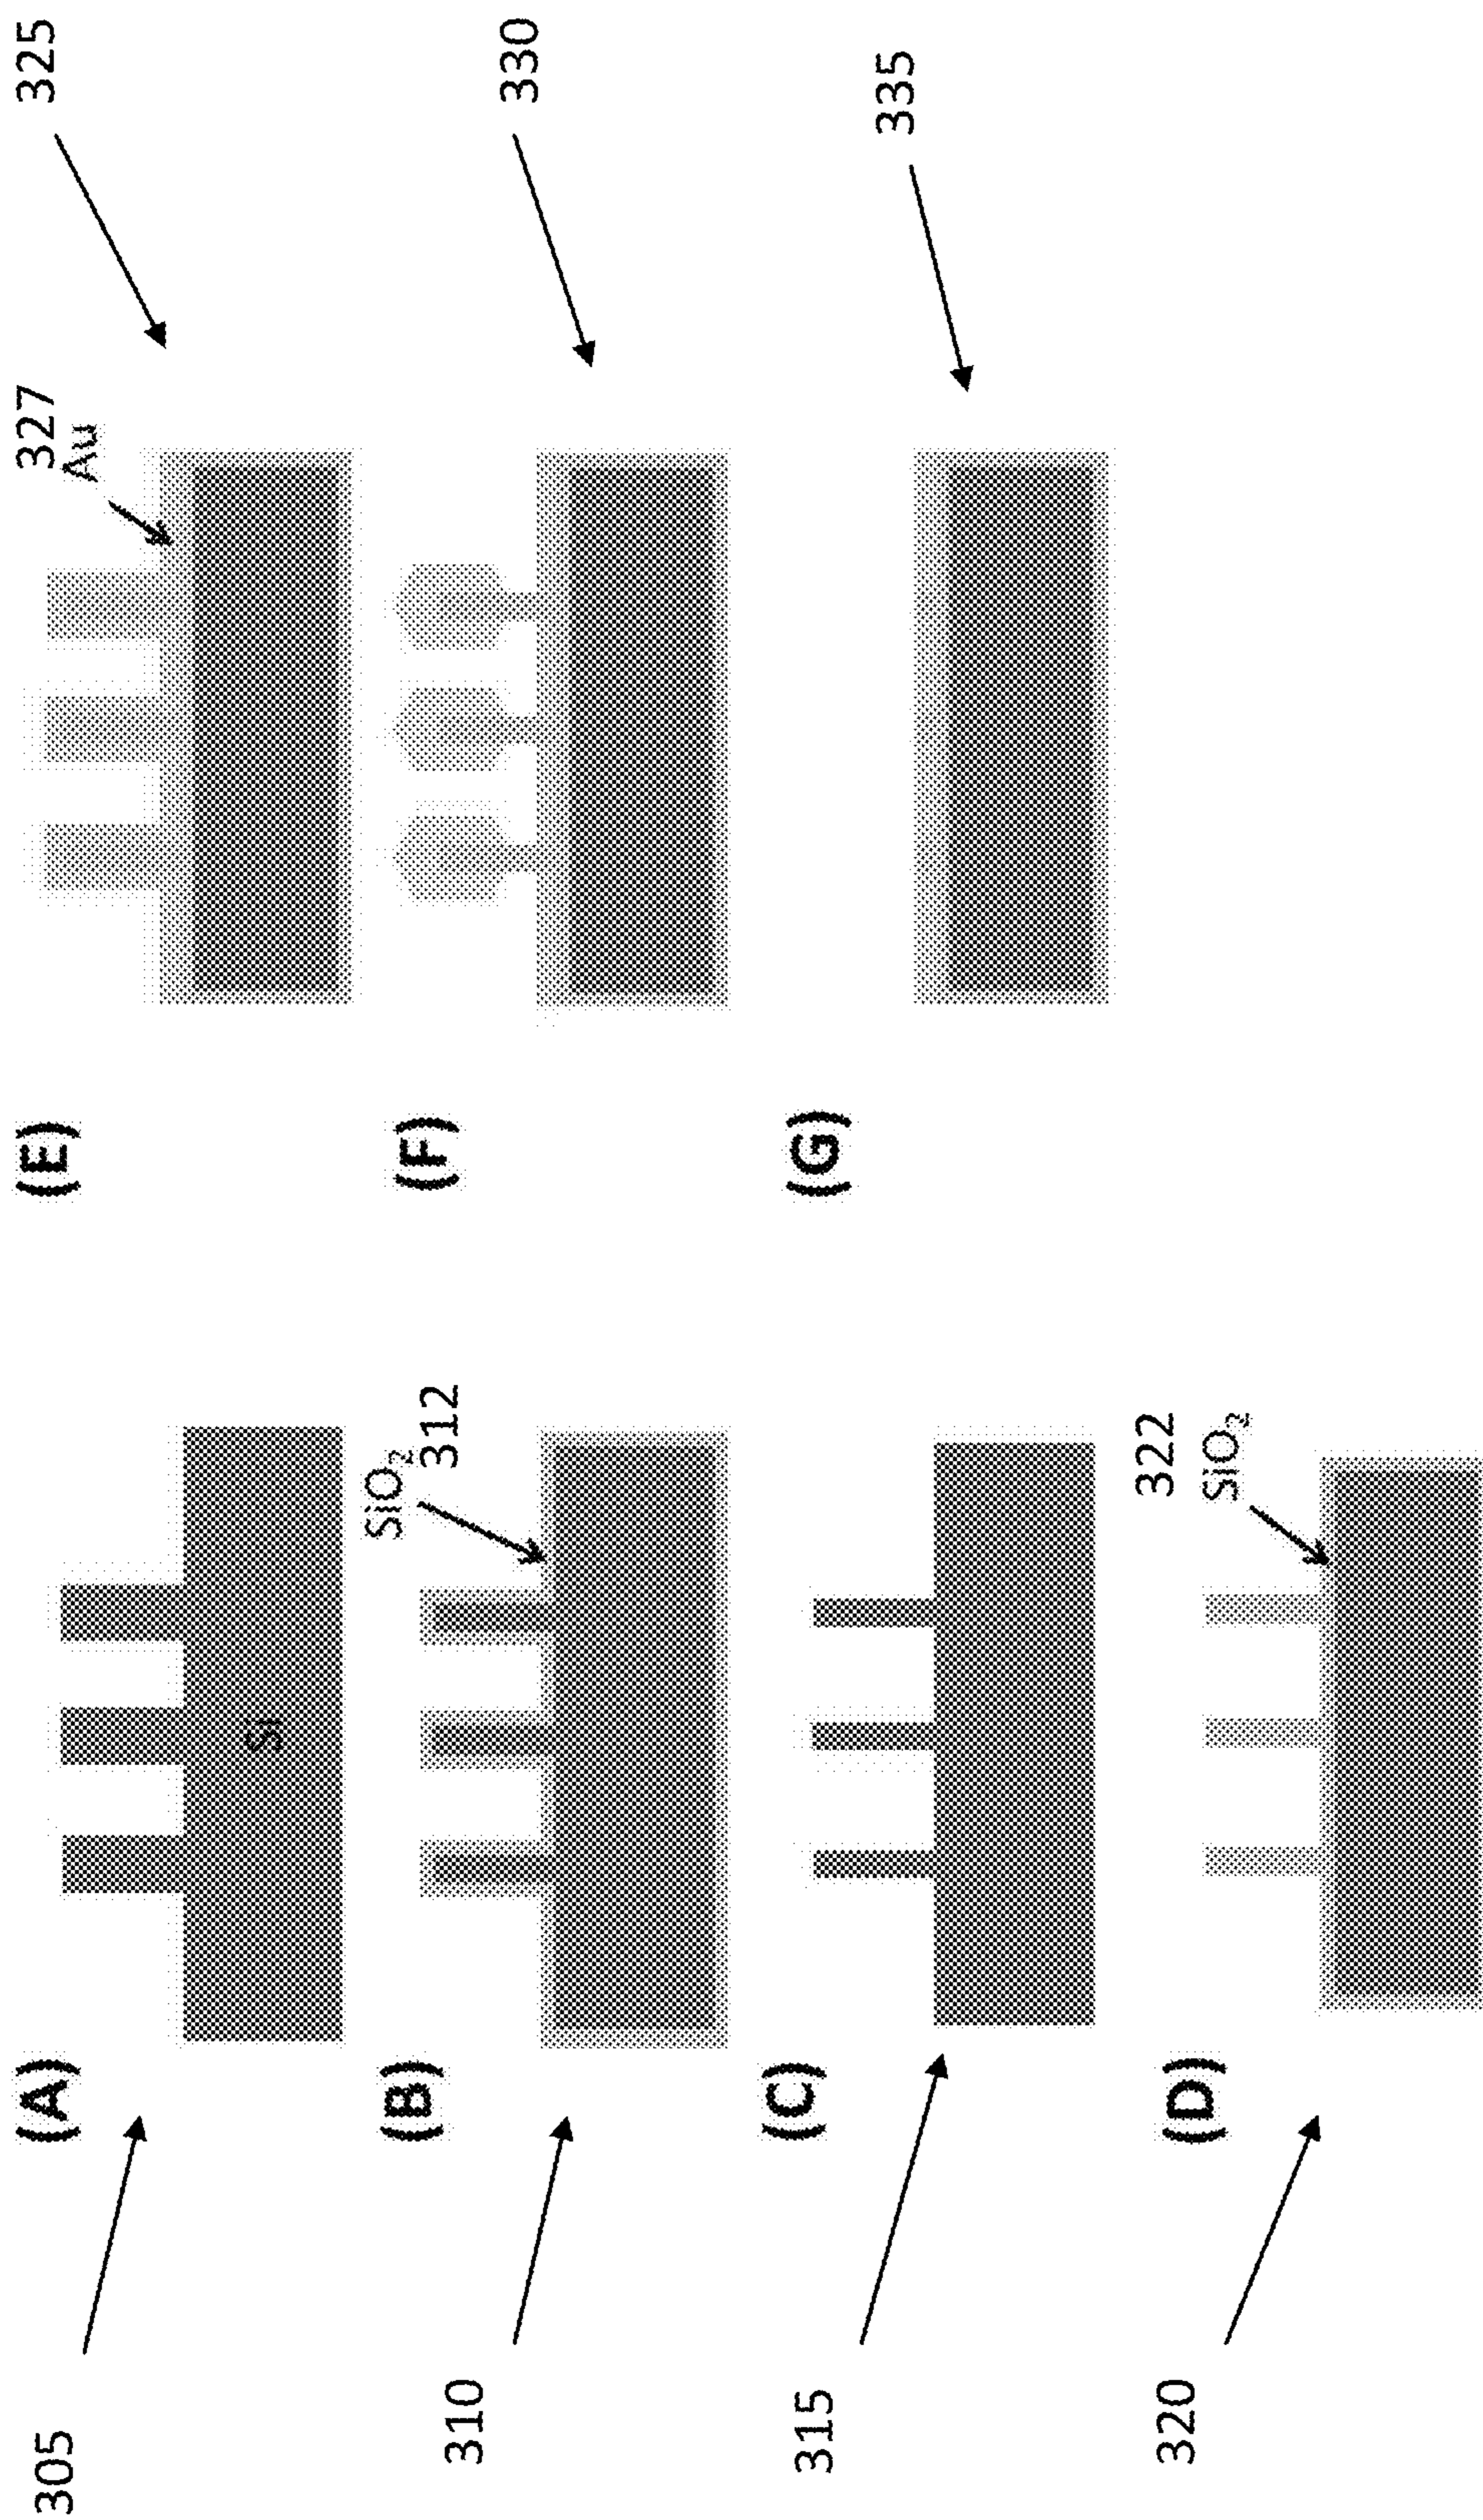 (A)
305
Si
(B)
310
SiO₂
312
(C)
315
(D)
320
322
SiO₂
(E)
325
327
Au
(F)
330
(G)
335